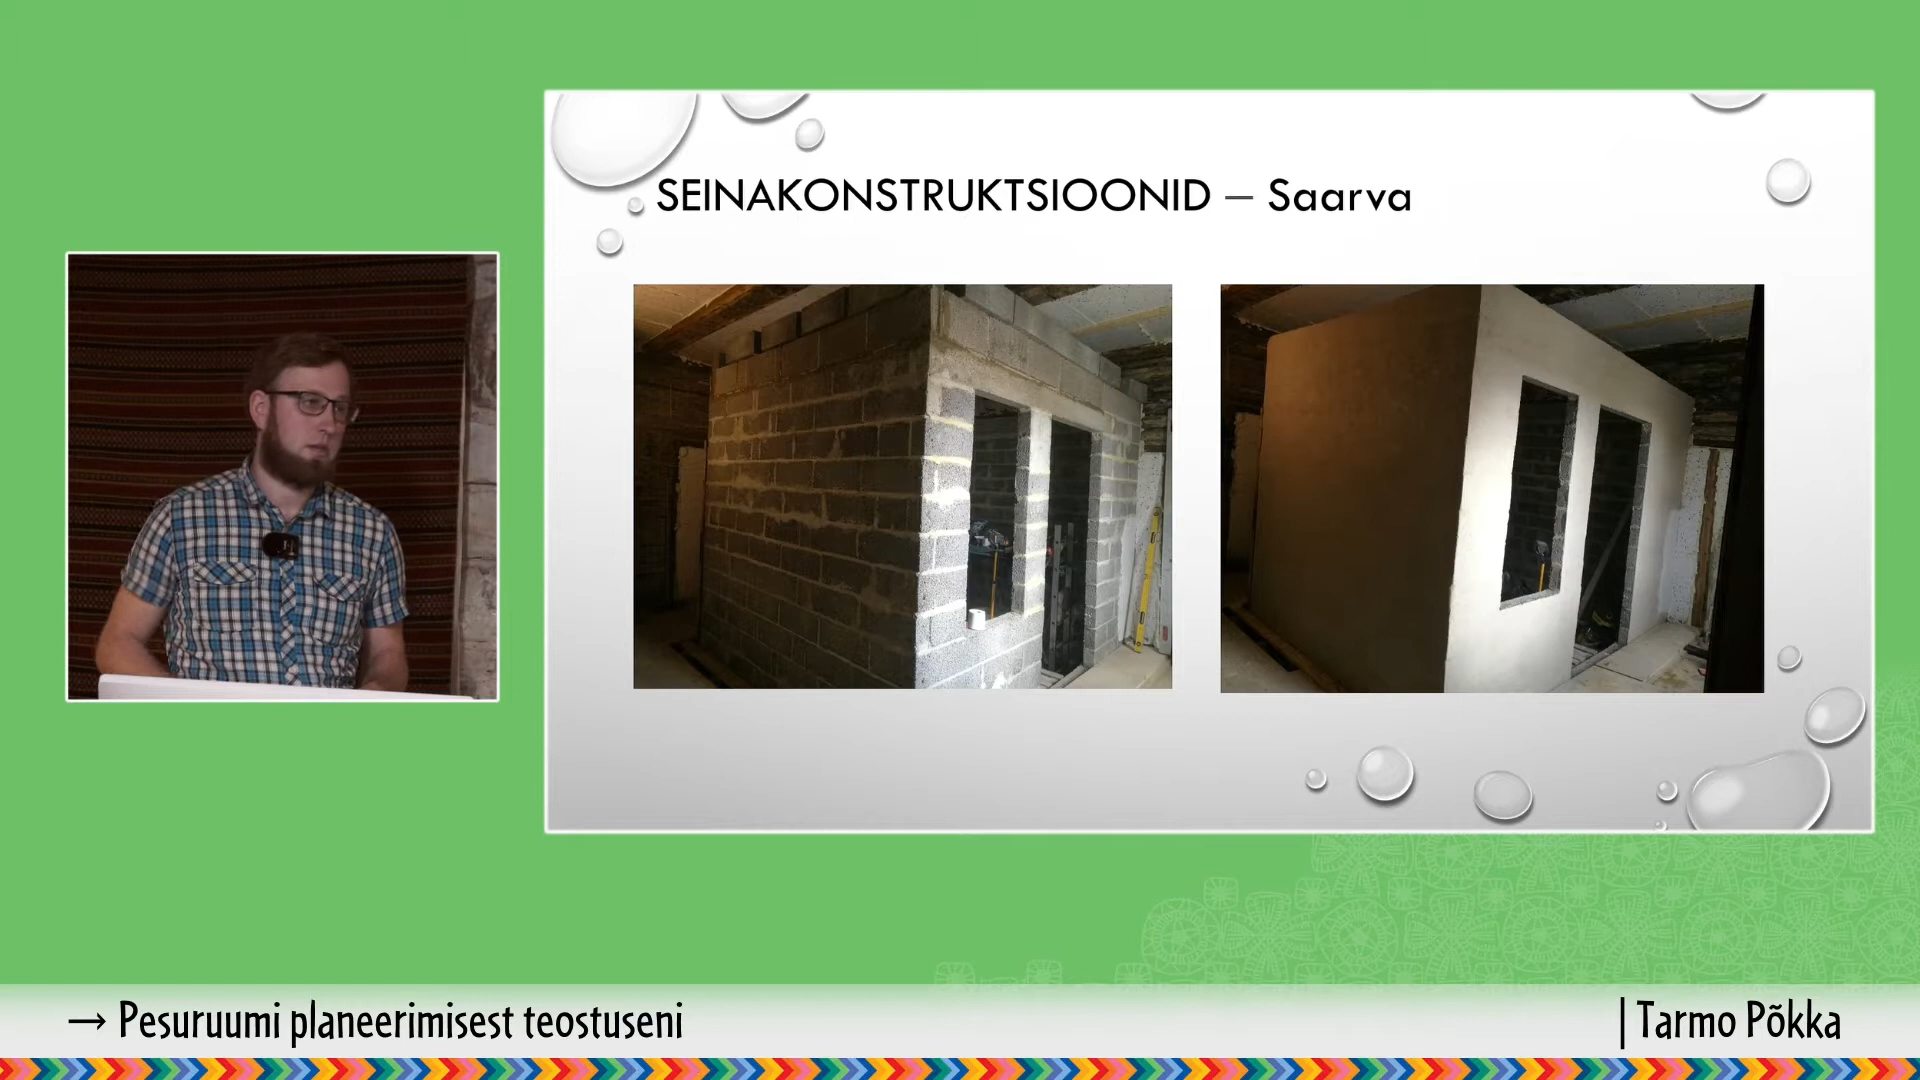 SEINAKONSTRUKTSIOONID – Saarva
→ Pesuruumi planeerimisest teostuseni
| Tarmo Põkka